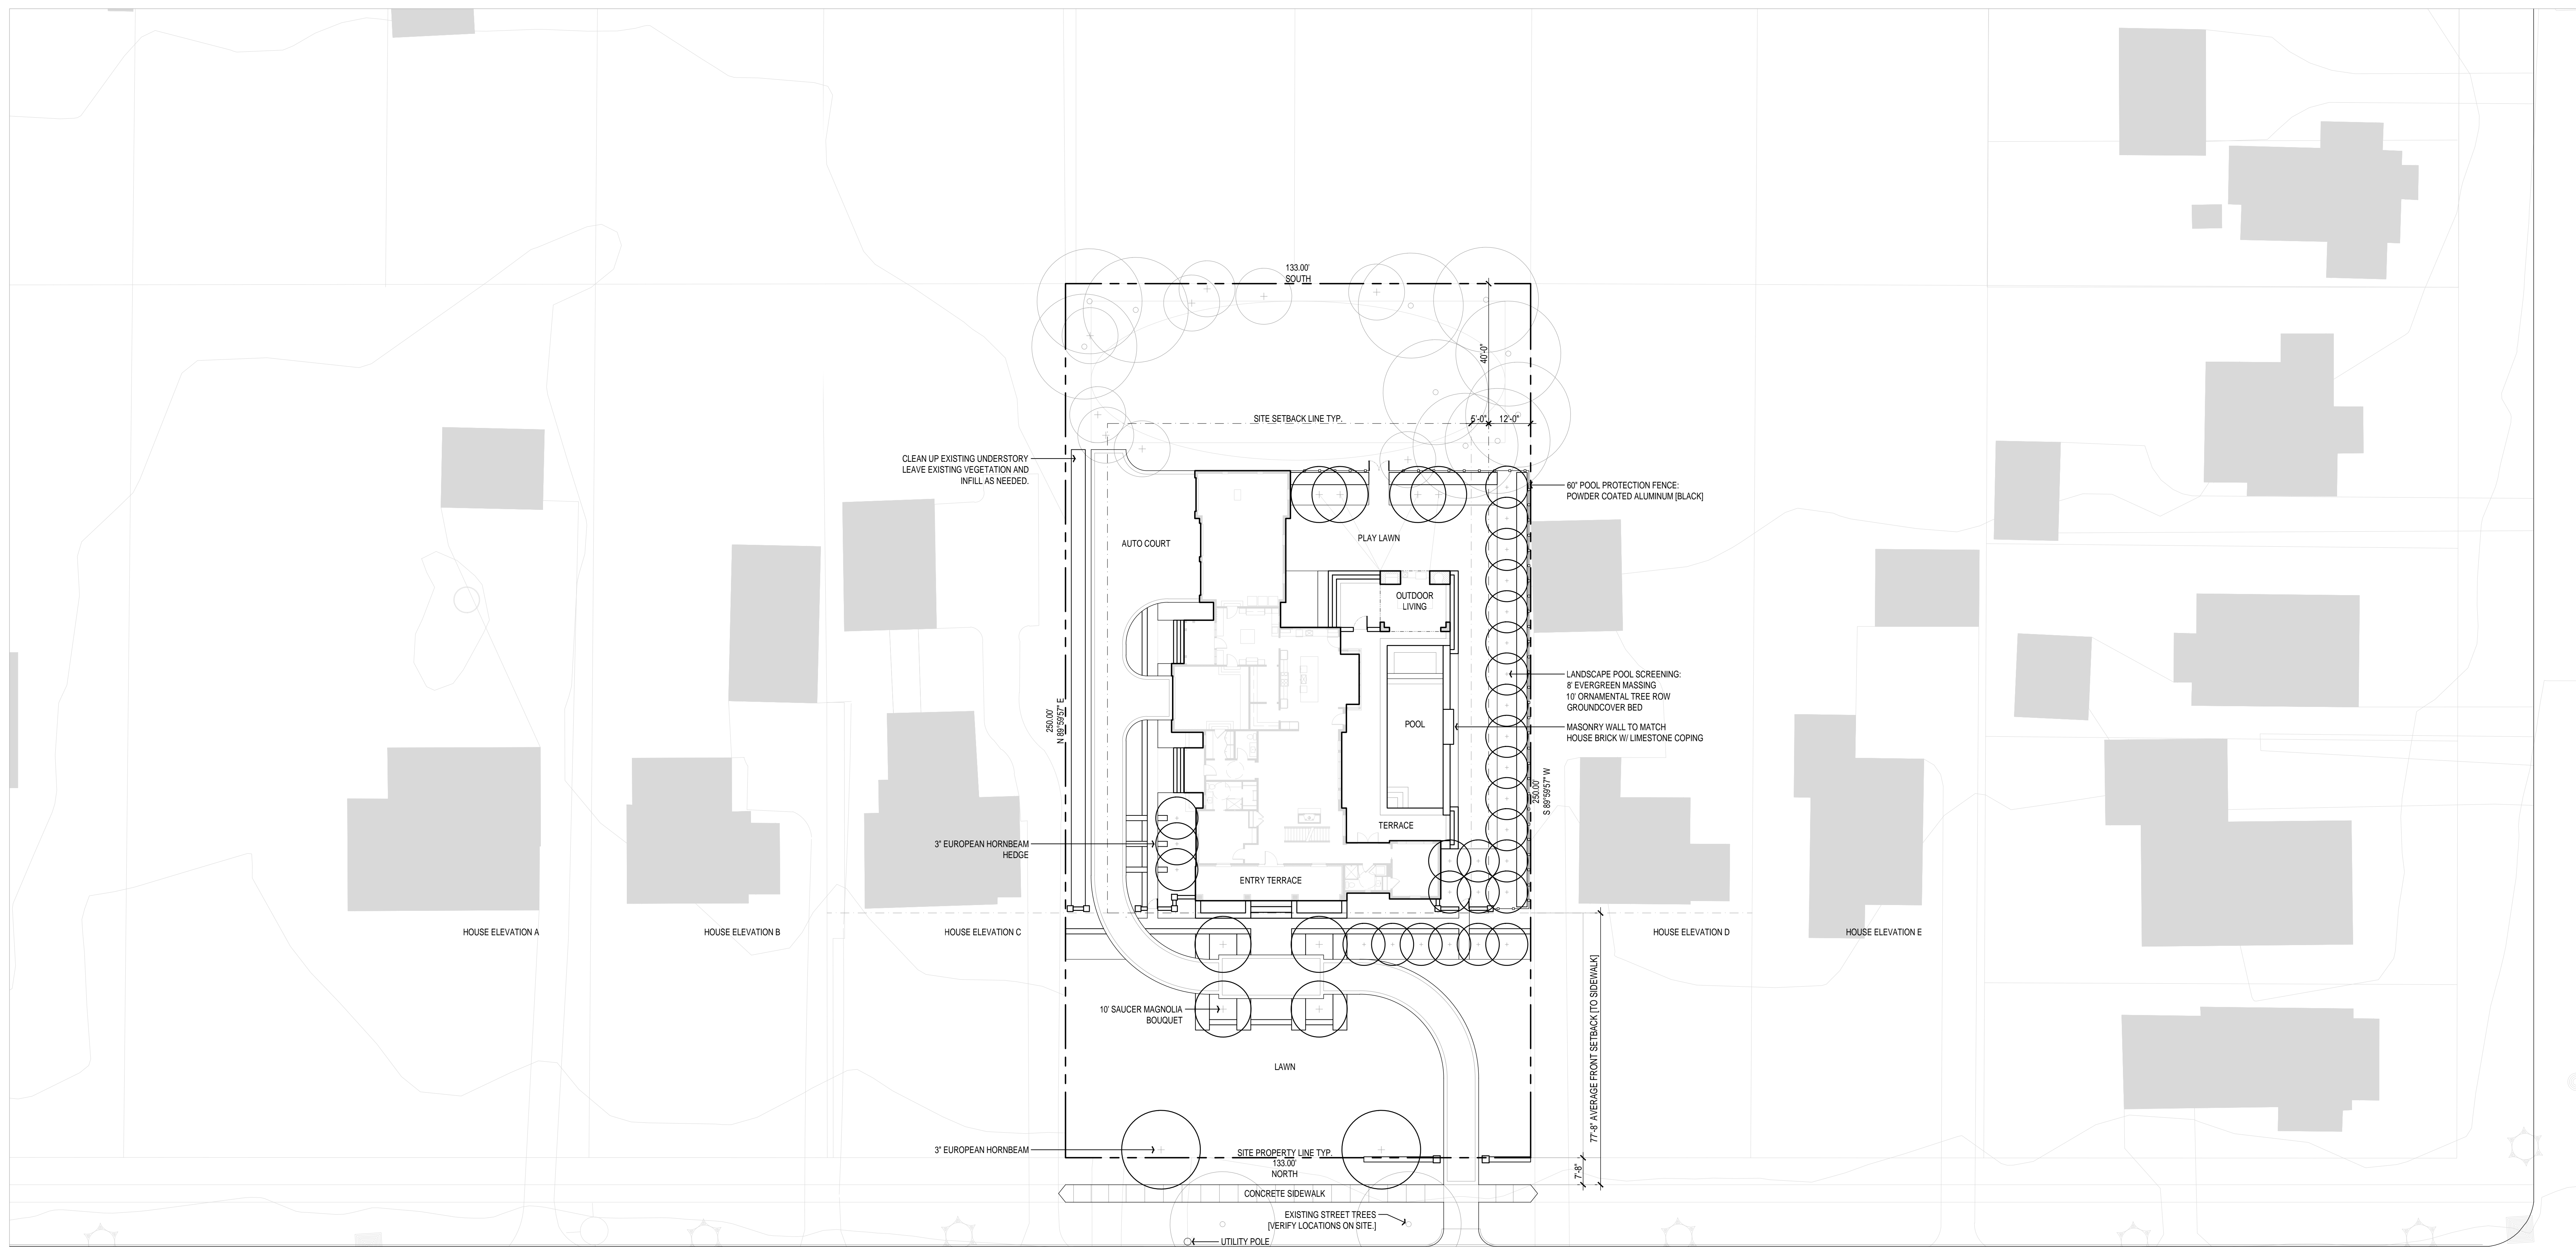 133.00'
SOUTH
40'-0"
SITE SETBACK LINE TYP.
5'-0"
12'-0"
CLEAN UP EXISTING UNDERSTORY
LEAVE EXISTING VEGETATION AND
INFILL AS NEEDED.
60" POOL PROTECTION FENCE:
POWDER COATED ALUMINUM [BLACK]
AUTO COURT
PLAY LAWN
OUTDOOR
LIVING
LANDSCAPE POOL SCREENING:
8' EVERGREEN MASSING
10' ORNAMENTAL TREE ROW
GROUNDCOVER BED
250.00'
N 89°59'57" E
POOL
MASONRY WALL TO MATCH
HOUSE BRICK W/ LIMESTONE COPING
250.00'
S 89°59'57" W
TERRACE
3" EUROPEAN HORNBEAM
HEDGE
ENTRY TERRACE
HOUSE ELEVATION A
HOUSE ELEVATION B
HOUSE ELEVATION C
HOUSE ELEVATION D
HOUSE ELEVATION E
10' SAUCER MAGNOLIA
BOUQUET
77'-8" AVERAGE FRONT SETBACK [TO SIDEWALK]
LAWN
3" EUROPEAN HORNBEAM
SITE PROPERTY LINE TYP.
133.00'
NORTH
7'-8"
CONCRETE SIDEWALK
EXISTING STREET TREES
[VERIFY LOCATIONS ON SITE.]
UTILITY POLE